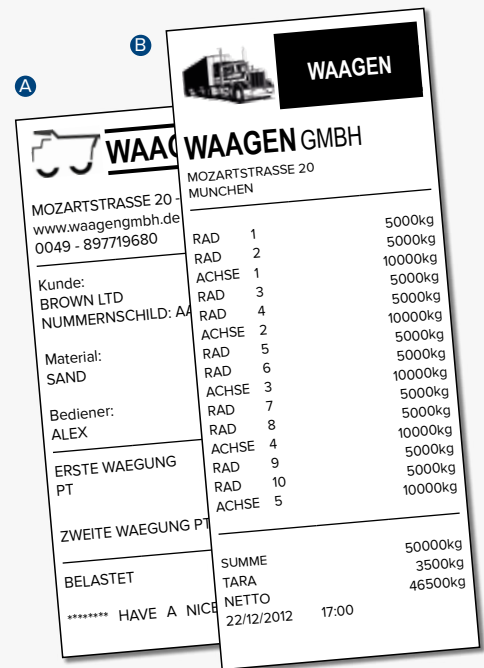 A
WAAG
MOZARTSTRASSE 20 -
www.waagengmbh.de
0049 - 897719680
Kunde:
BROWN LTD
NUMMERNSCHILD:
Material:
SAND
Bediener:
ALEX
ERSTE WAEGUNG
PT
ZWEITE WAEGUNG PT
BELASTET
******** HAVE A NICE
B
WAAGEN
WAAGEN GMBH
MOZARTSTRASSE 20
MUNCHEN
RAD 1 5000kg
RAD 2 5000kg
ACHSE 1 10000kg
RAD 3 5000kg
RAD 4 5000kg
ACHSE 2 10000kg
RAD 5 5000kg
RAD 6 5000kg
ACHSE 3 10000kg
RAD 7 5000kg
RAD 8 5000kg
ACHSE 4 10000kg
RAD 9 5000kg
RAD 10 5000kg
ACHSE 5 10000kg
SUMME 50000kg
TARA 3500kg
NETTO 46500kg
22/12/2012 17:00